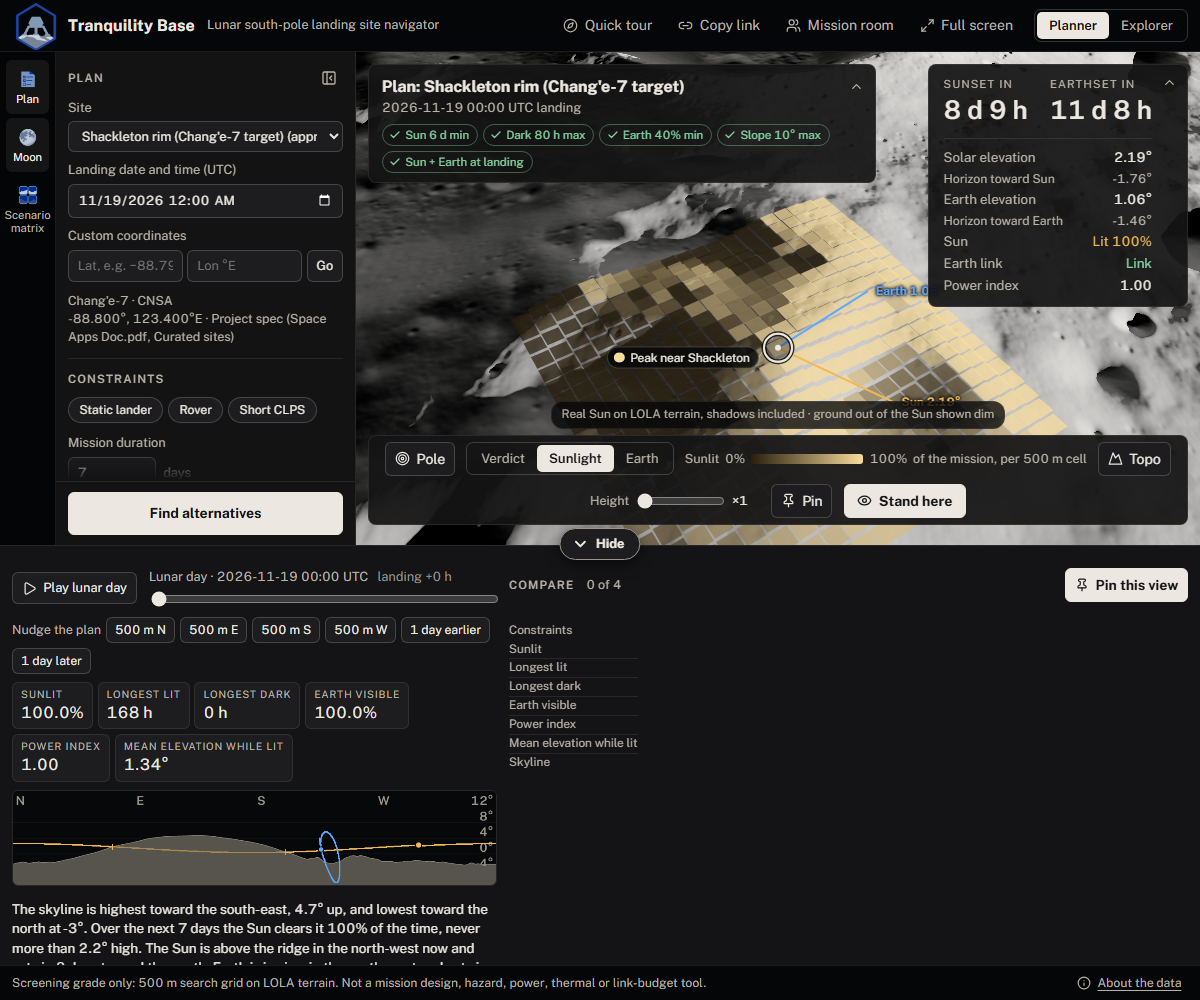 Tranquility Base
Lunar south-pole landing site navigator
Quick tour
Copy link
Mission room
Full screen
Planner
Explorer
Plan
Moon
Scenario
matrix
PLAN
Site
Shackleton rim (Chang'e-7 target) (appr
Landing date and time (UTC)
11/19/2026 12:00 AM
Custom coordinates
Lat, e.g. −88.79
Lon °E
Go
Chang'e-7 · CNSA
-88.800°, 123.400°E · Project spec (Space
Apps Doc.pdf, Curated sites)
CONSTRAINTS
Static lander
Rover
Short CLPS
Mission duration
7 days
Find alternatives
Plan: Shackleton rim (Chang'e-7 target)
2026-11-19 00:00 UTC landing
Sun 6 d min
Dark 80 h max
Earth 40% min
Slope 10° max
Sun + Earth at landing
SUNSET IN
EARTHSET IN
8 d 9 h
11 d 8 h
Solar elevation 2.19°
Horizon toward Sun -1.76°
Earth elevation 1.06°
Horizon toward Earth -1.46°
Sun Lit 100%
Earth link Link
Power index 1.00
Earth 1.0
Peak near Shackleton
Sun 2.19°
Real Sun on LOLA terrain, shadows included · ground out of the Sun shown dim
Pole
Verdict
Sunlight
Earth
Sunlit 0%
100% of the mission, per 500 m cell
Topo
Height
×1
Pin
Stand here
Hide
Play lunar day
Lunar day · 2026-11-19 00:00 UTC landing +0 h
Nudge the plan
500 m N
500 m E
500 m S
500 m W
1 day earlier
1 day later
SUNLIT
100.0%
LONGEST LIT
168 h
LONGEST DARK
0 h
EARTH VISIBLE
100.0%
POWER INDEX
1.00
MEAN ELEVATION WHILE LIT
1.34°
N E S W 12°
8°
4°
0°
4°
The skyline is highest toward the south-east, 4.7° up, and lowest toward the
north at -3°. Over the next 7 days the Sun clears it 100% of the time, never
more than 2.2° high. The Sun is above the ridge in the north-west now and
COMPARE 0 of 4
Pin this view
Constraints
Sunlit
Longest lit
Longest dark
Earth visible
Power index
Mean elevation while lit
Skyline
Screening grade only: 500 m search grid on LOLA terrain. Not a mission design, hazard, power, thermal or link-budget tool.
About the data